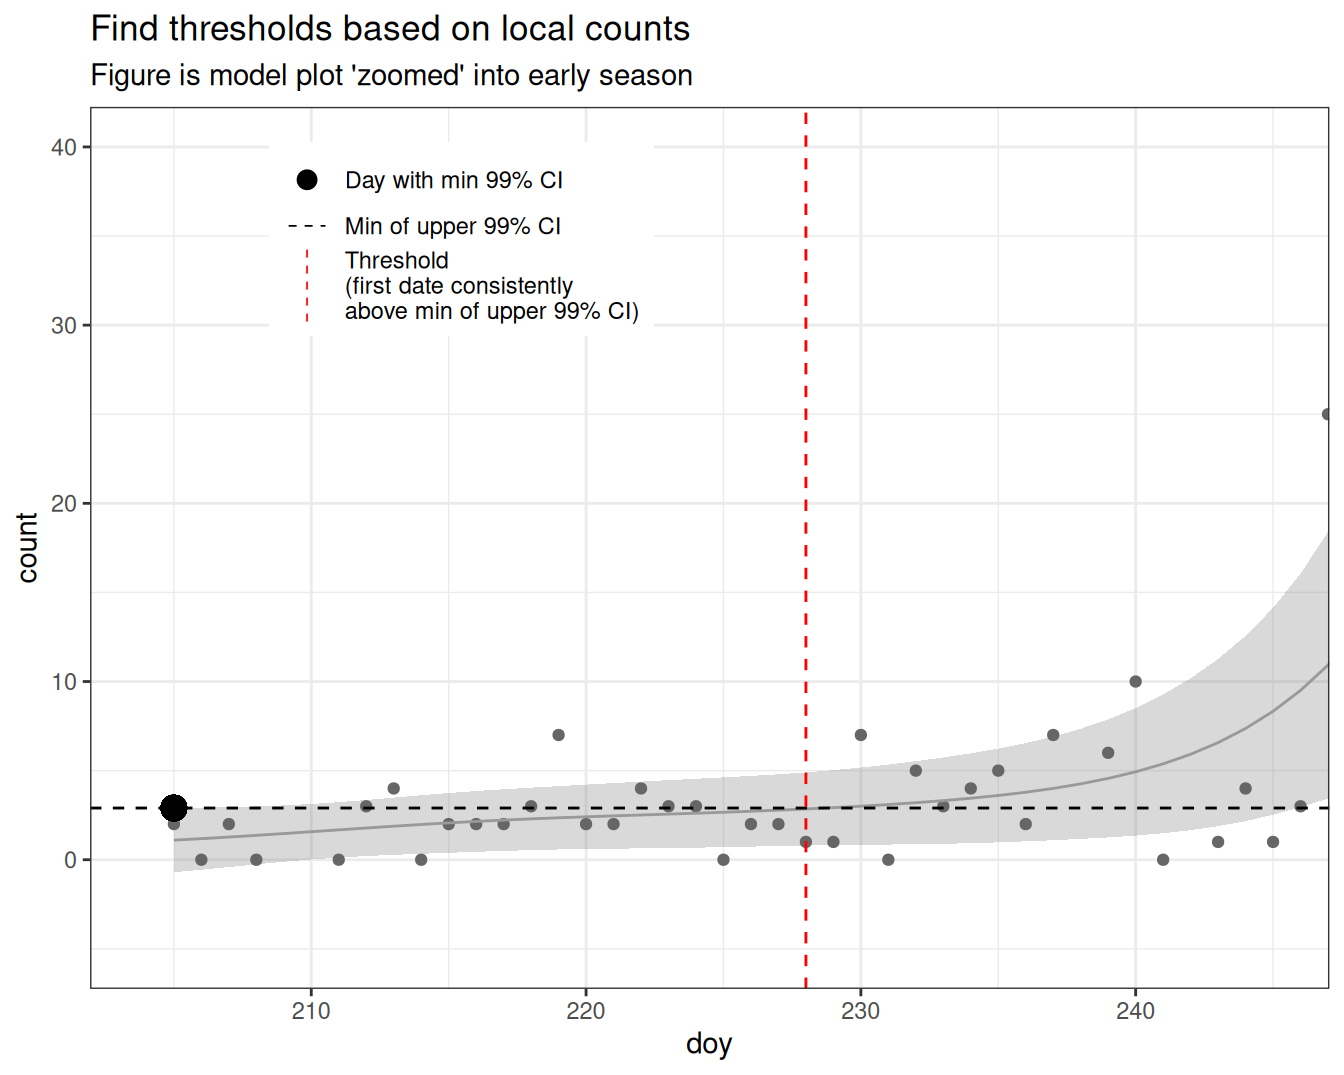 Find thresholds based on local counts
Figure is model plot 'zoomed' into early season
40
30
20
10
0
count
Day with min 99% CI
Min of upper 99% CI
Threshold
(first date consistently
above min of upper 99% CI)
210
220
230
240
doy